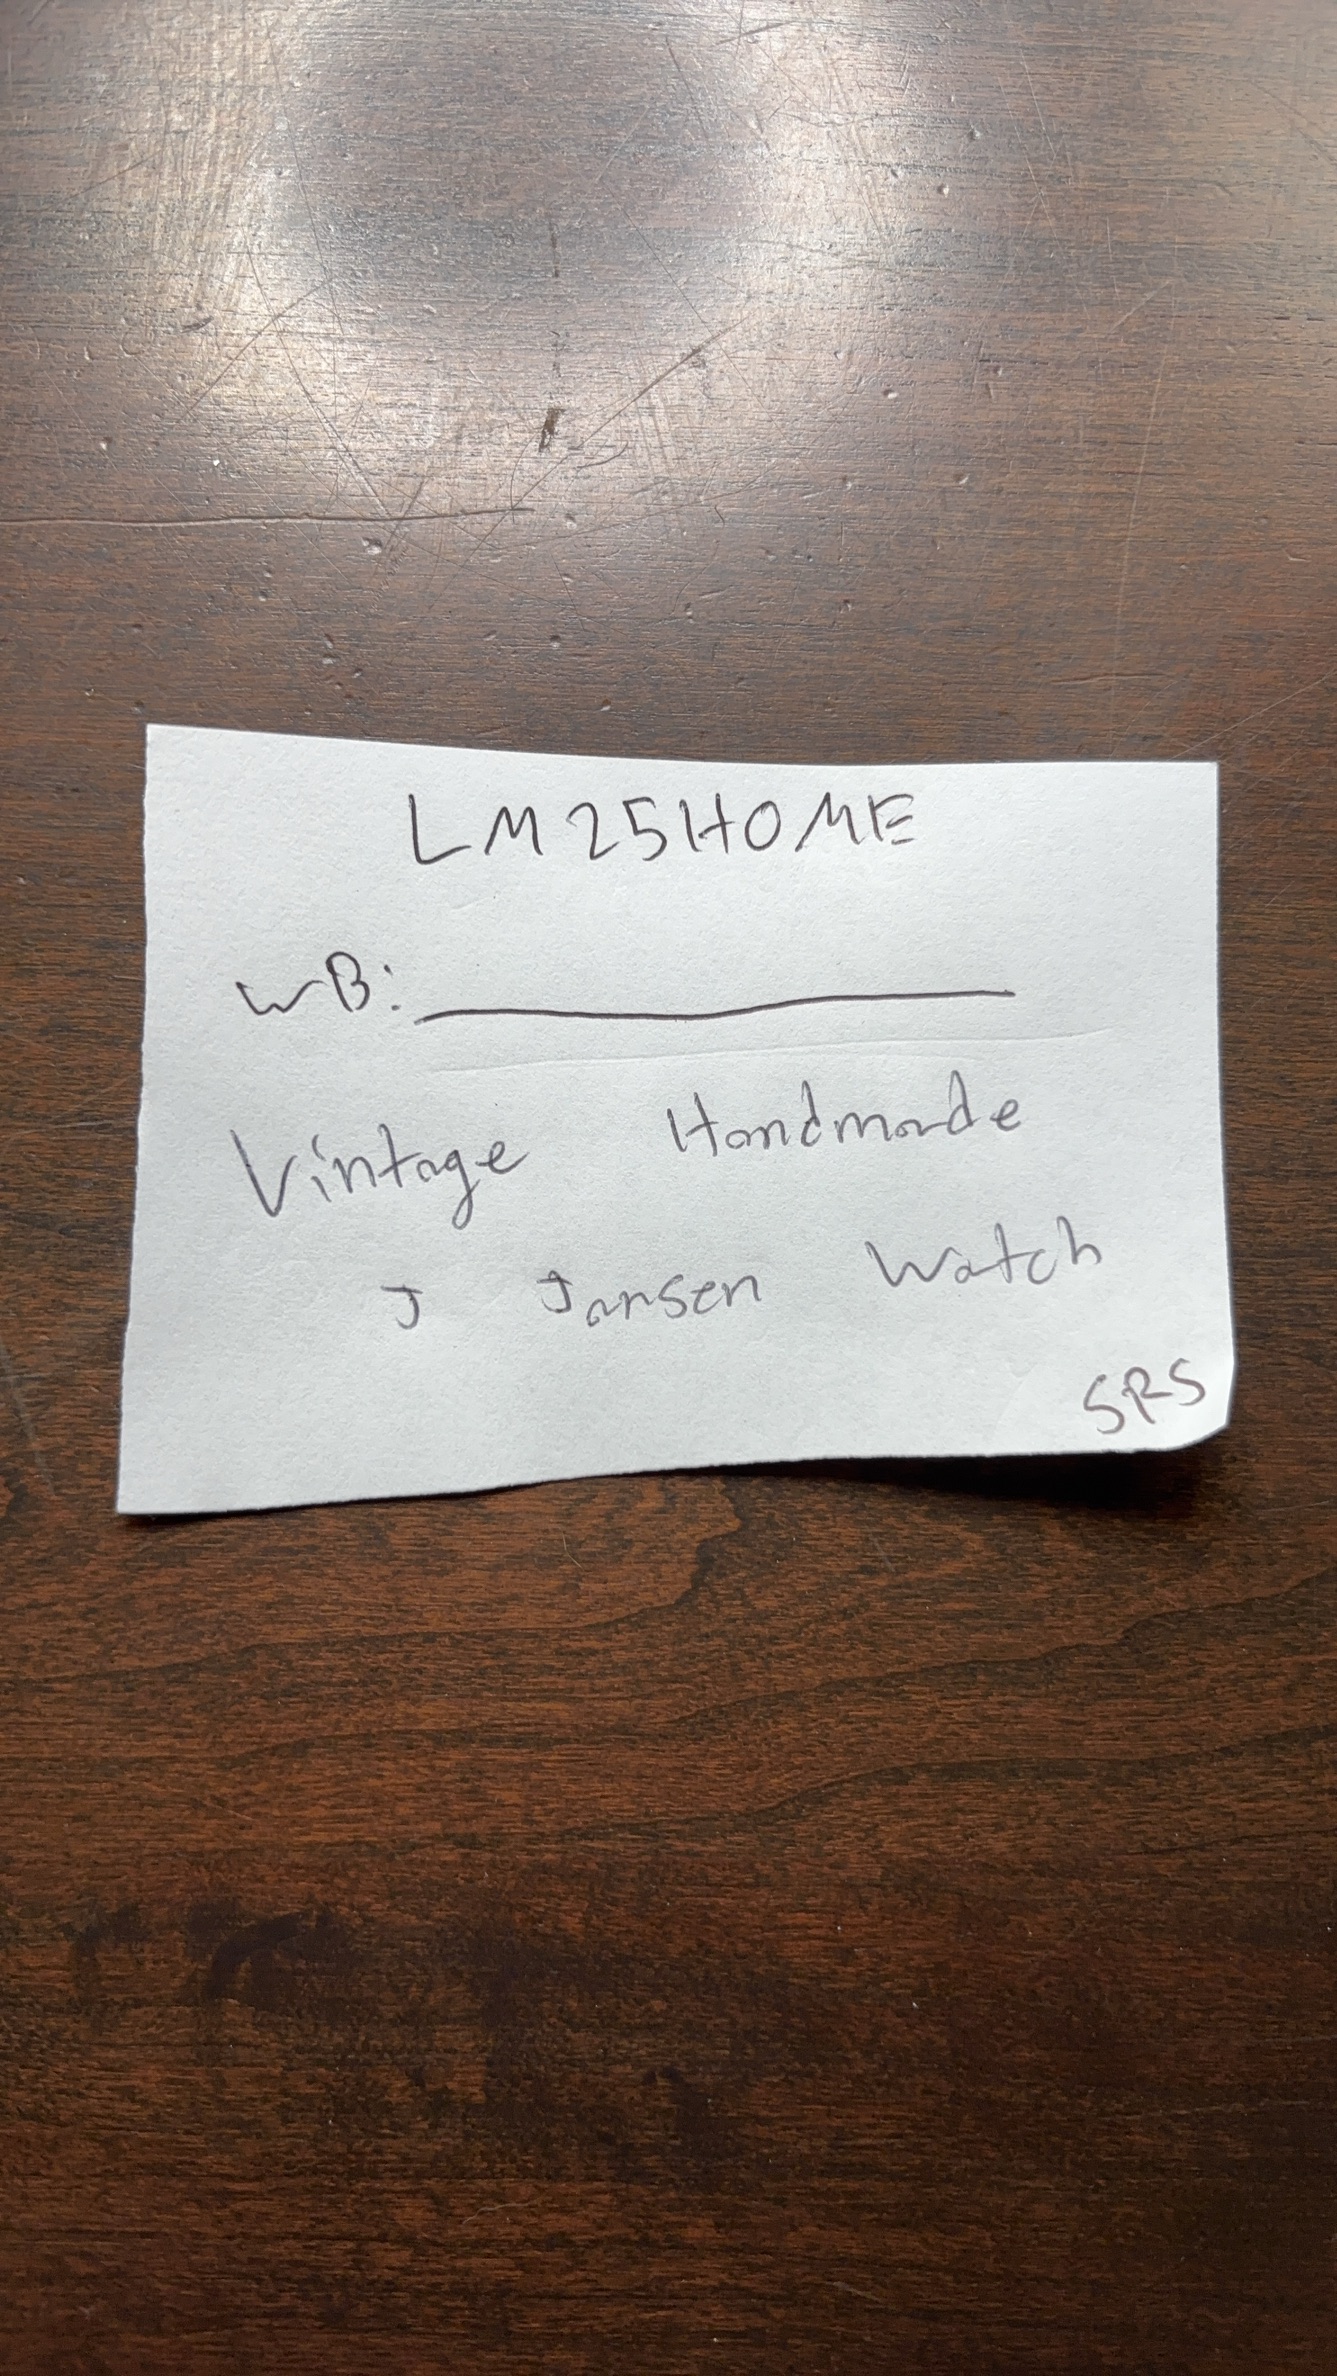 LM25HOME
WB: 
Vintage Handmade
J Jansen Watch
SRS